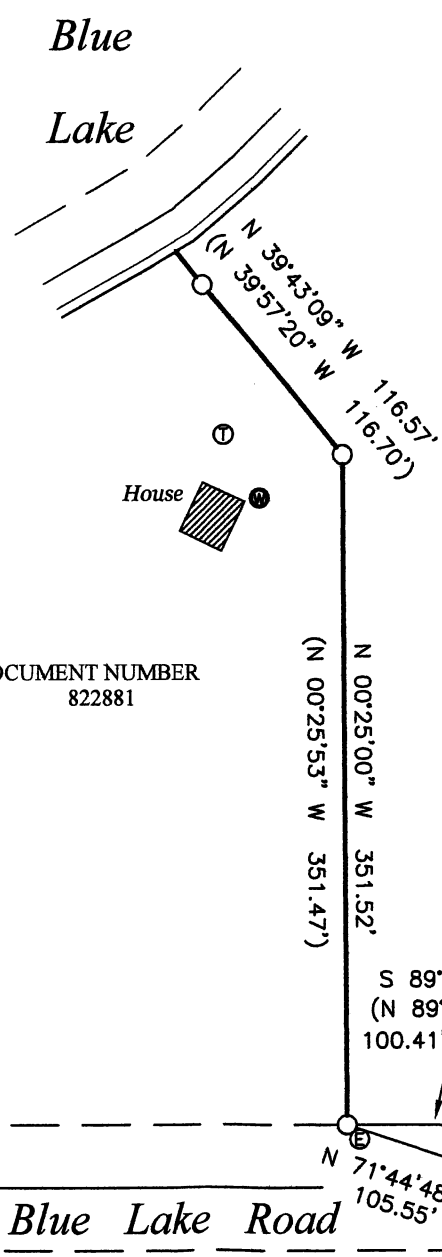 Blue
Lake
N 39°43'09" W 116.57'
(N 39°57'20" W 116.70')
T
House
W
OCUMENT NUMBER
822881
N 00°25'00" W 351.52'
(N 00°25'53" W 351.47')
S 89°
(N 89°
100.41'
E
N 71°44'48
105.55'
Blue Lake Road